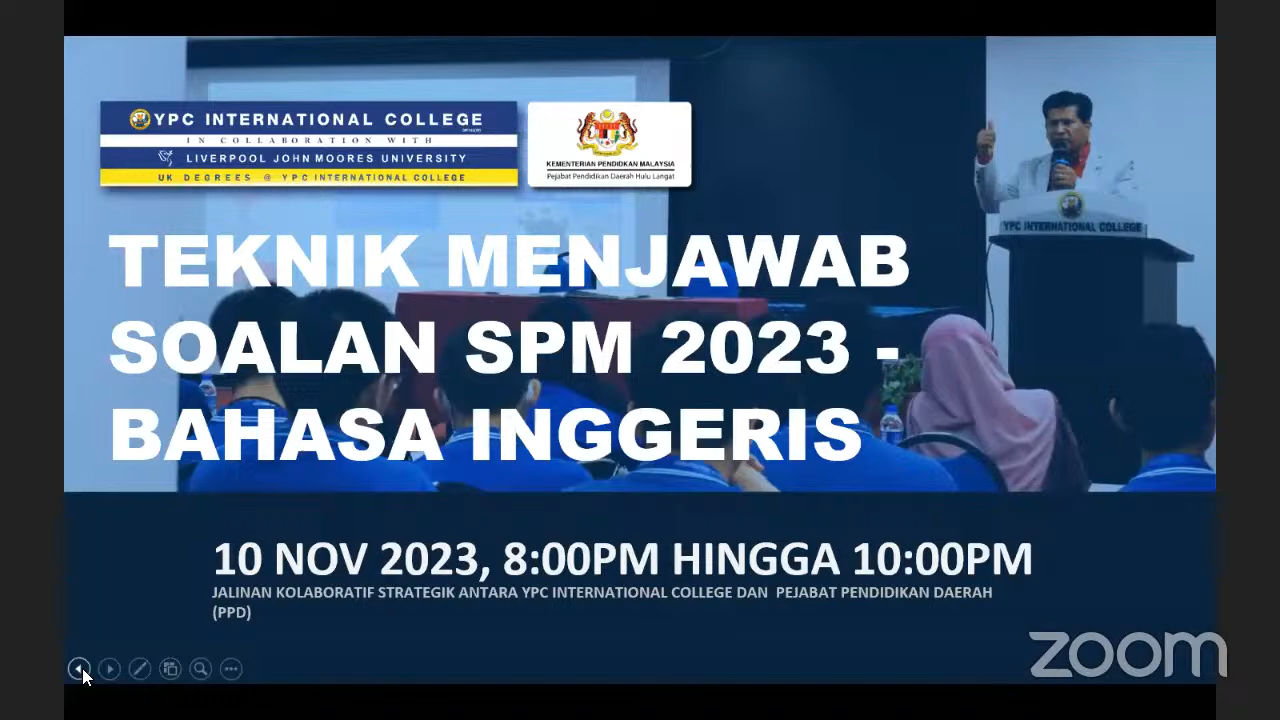 YPC INTERNATIONAL COLLEGE
IN COLLABORATION WITH
LIVERPOOL JOHN MOORES UNIVERSITY
UK DEGREES @ YPC INTERNATIONAL COLLEGE
KEMENTERIAN PENDIDIKAN MALAYSIA
Pejabat Pendidikan Daerah Hulu Langat
YPC INTERNATIONAL COLLEGE
TEKNIK MENJAWAB
SOALAN SPM 2023 -
BAHASA INGGERIS
10 NOV 2023, 8:00PM HINGGA 10:00PM
JALINAN KOLABORATIF STRATEGIK ANTARA YPC INTERNATIONAL COLLEGE DAN PEJABAT PENDIDIKAN DAERAH
(PPD)
zoom